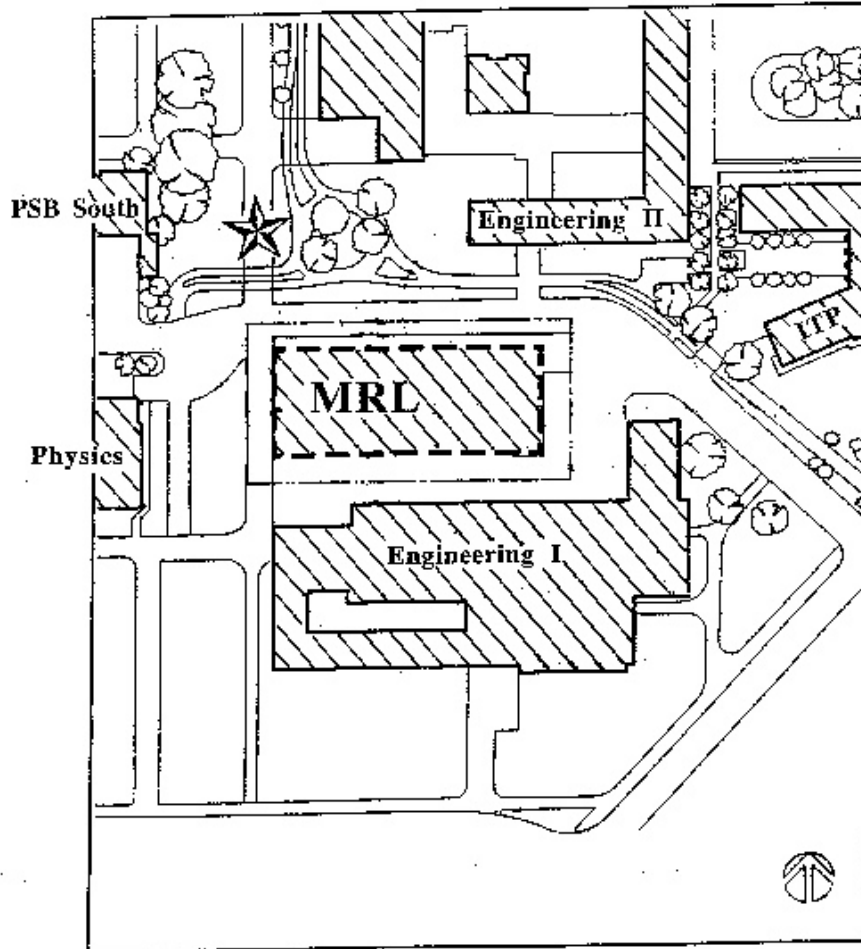 PSB South
Engineering II
ITP
MRL
Physics
Engineering I